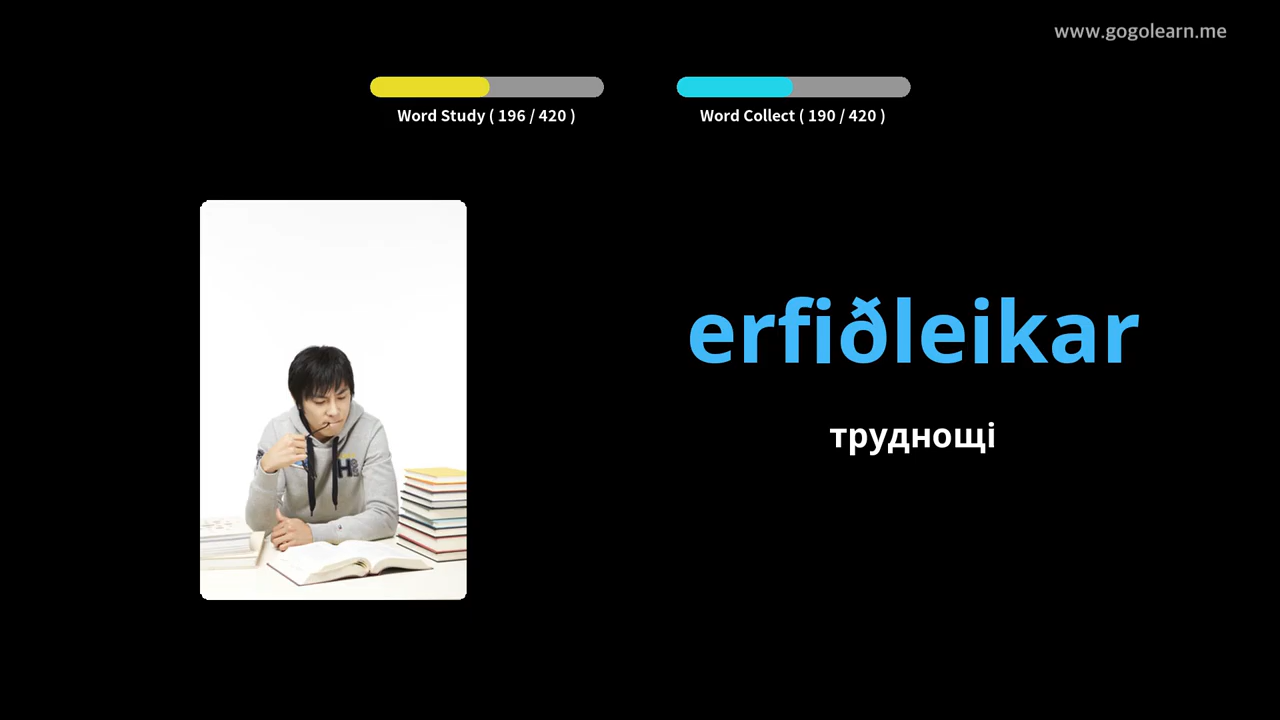 www.gogolearn.me
Word Study ( 196 / 420 )
Word Collect ( 190 / 420 )
erfiðleikar
труднощі